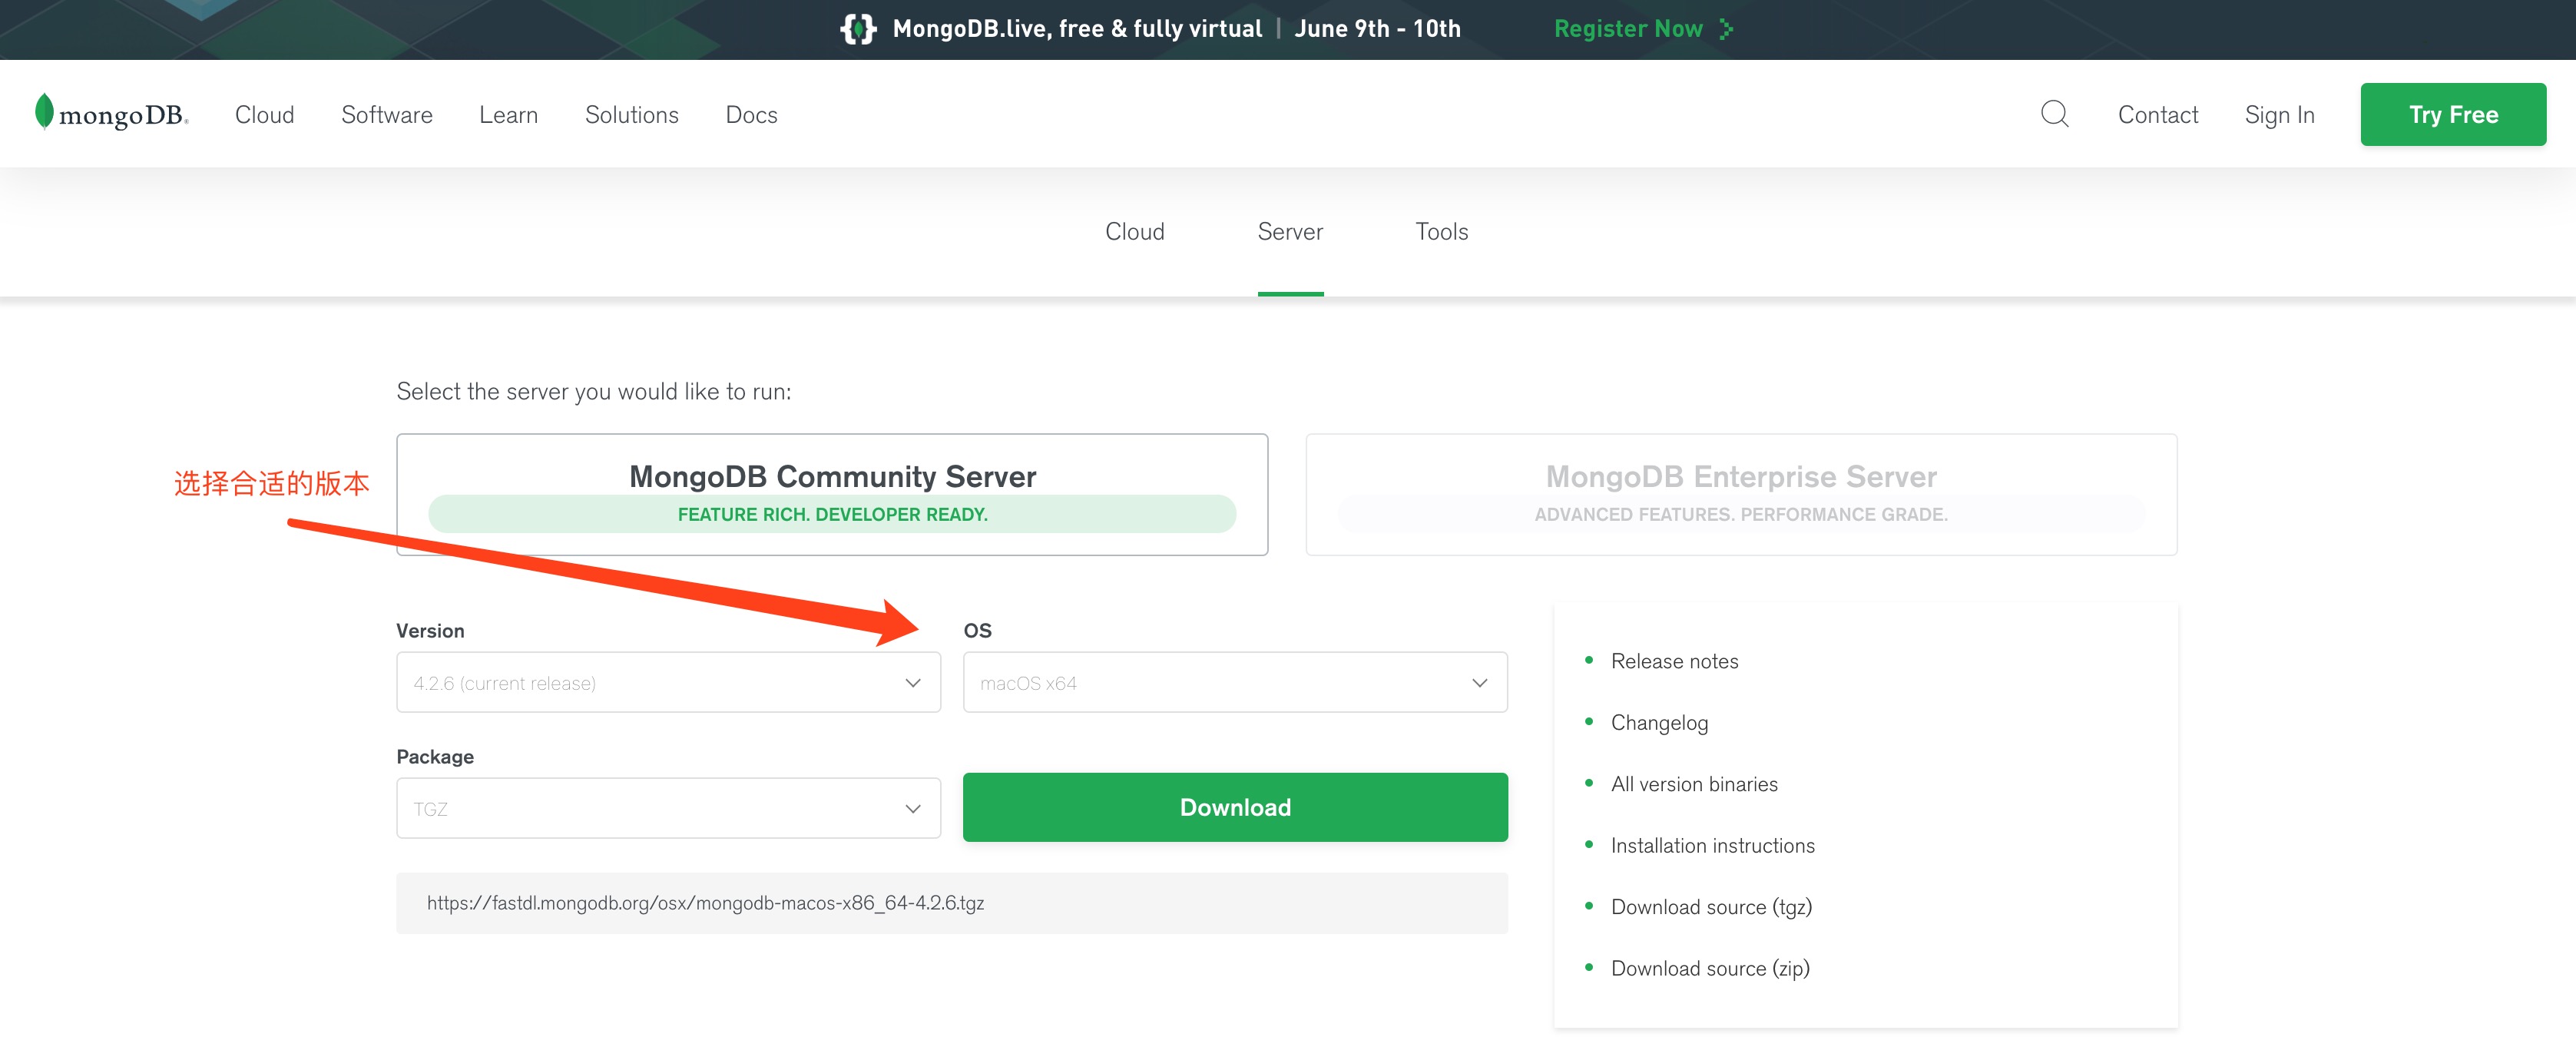 MongoDB.live, free & fully virtual | June 9th - 10th Register Now
mongoDB. Cloud Software Learn Solutions Docs Contact Sign In Try Free
Cloud Server Tools
Select the server you would like to run:
选择合适的版本
MongoDB Community Server
FEATURE RICH. DEVELOPER READY.
MongoDB Enterprise Server
ADVANCED FEATURES. PERFORMANCE GRADE.
Version
4.2.6 (current release)
OS
macOS x64
Package
TGZ
Download
https://fastdl.mongodb.org/osx/mongodb-macos-x86_64-4.2.6.tgz
Release notes
Changelog
All version binaries
Installation instructions
Download source (tgz)
Download source (zip)